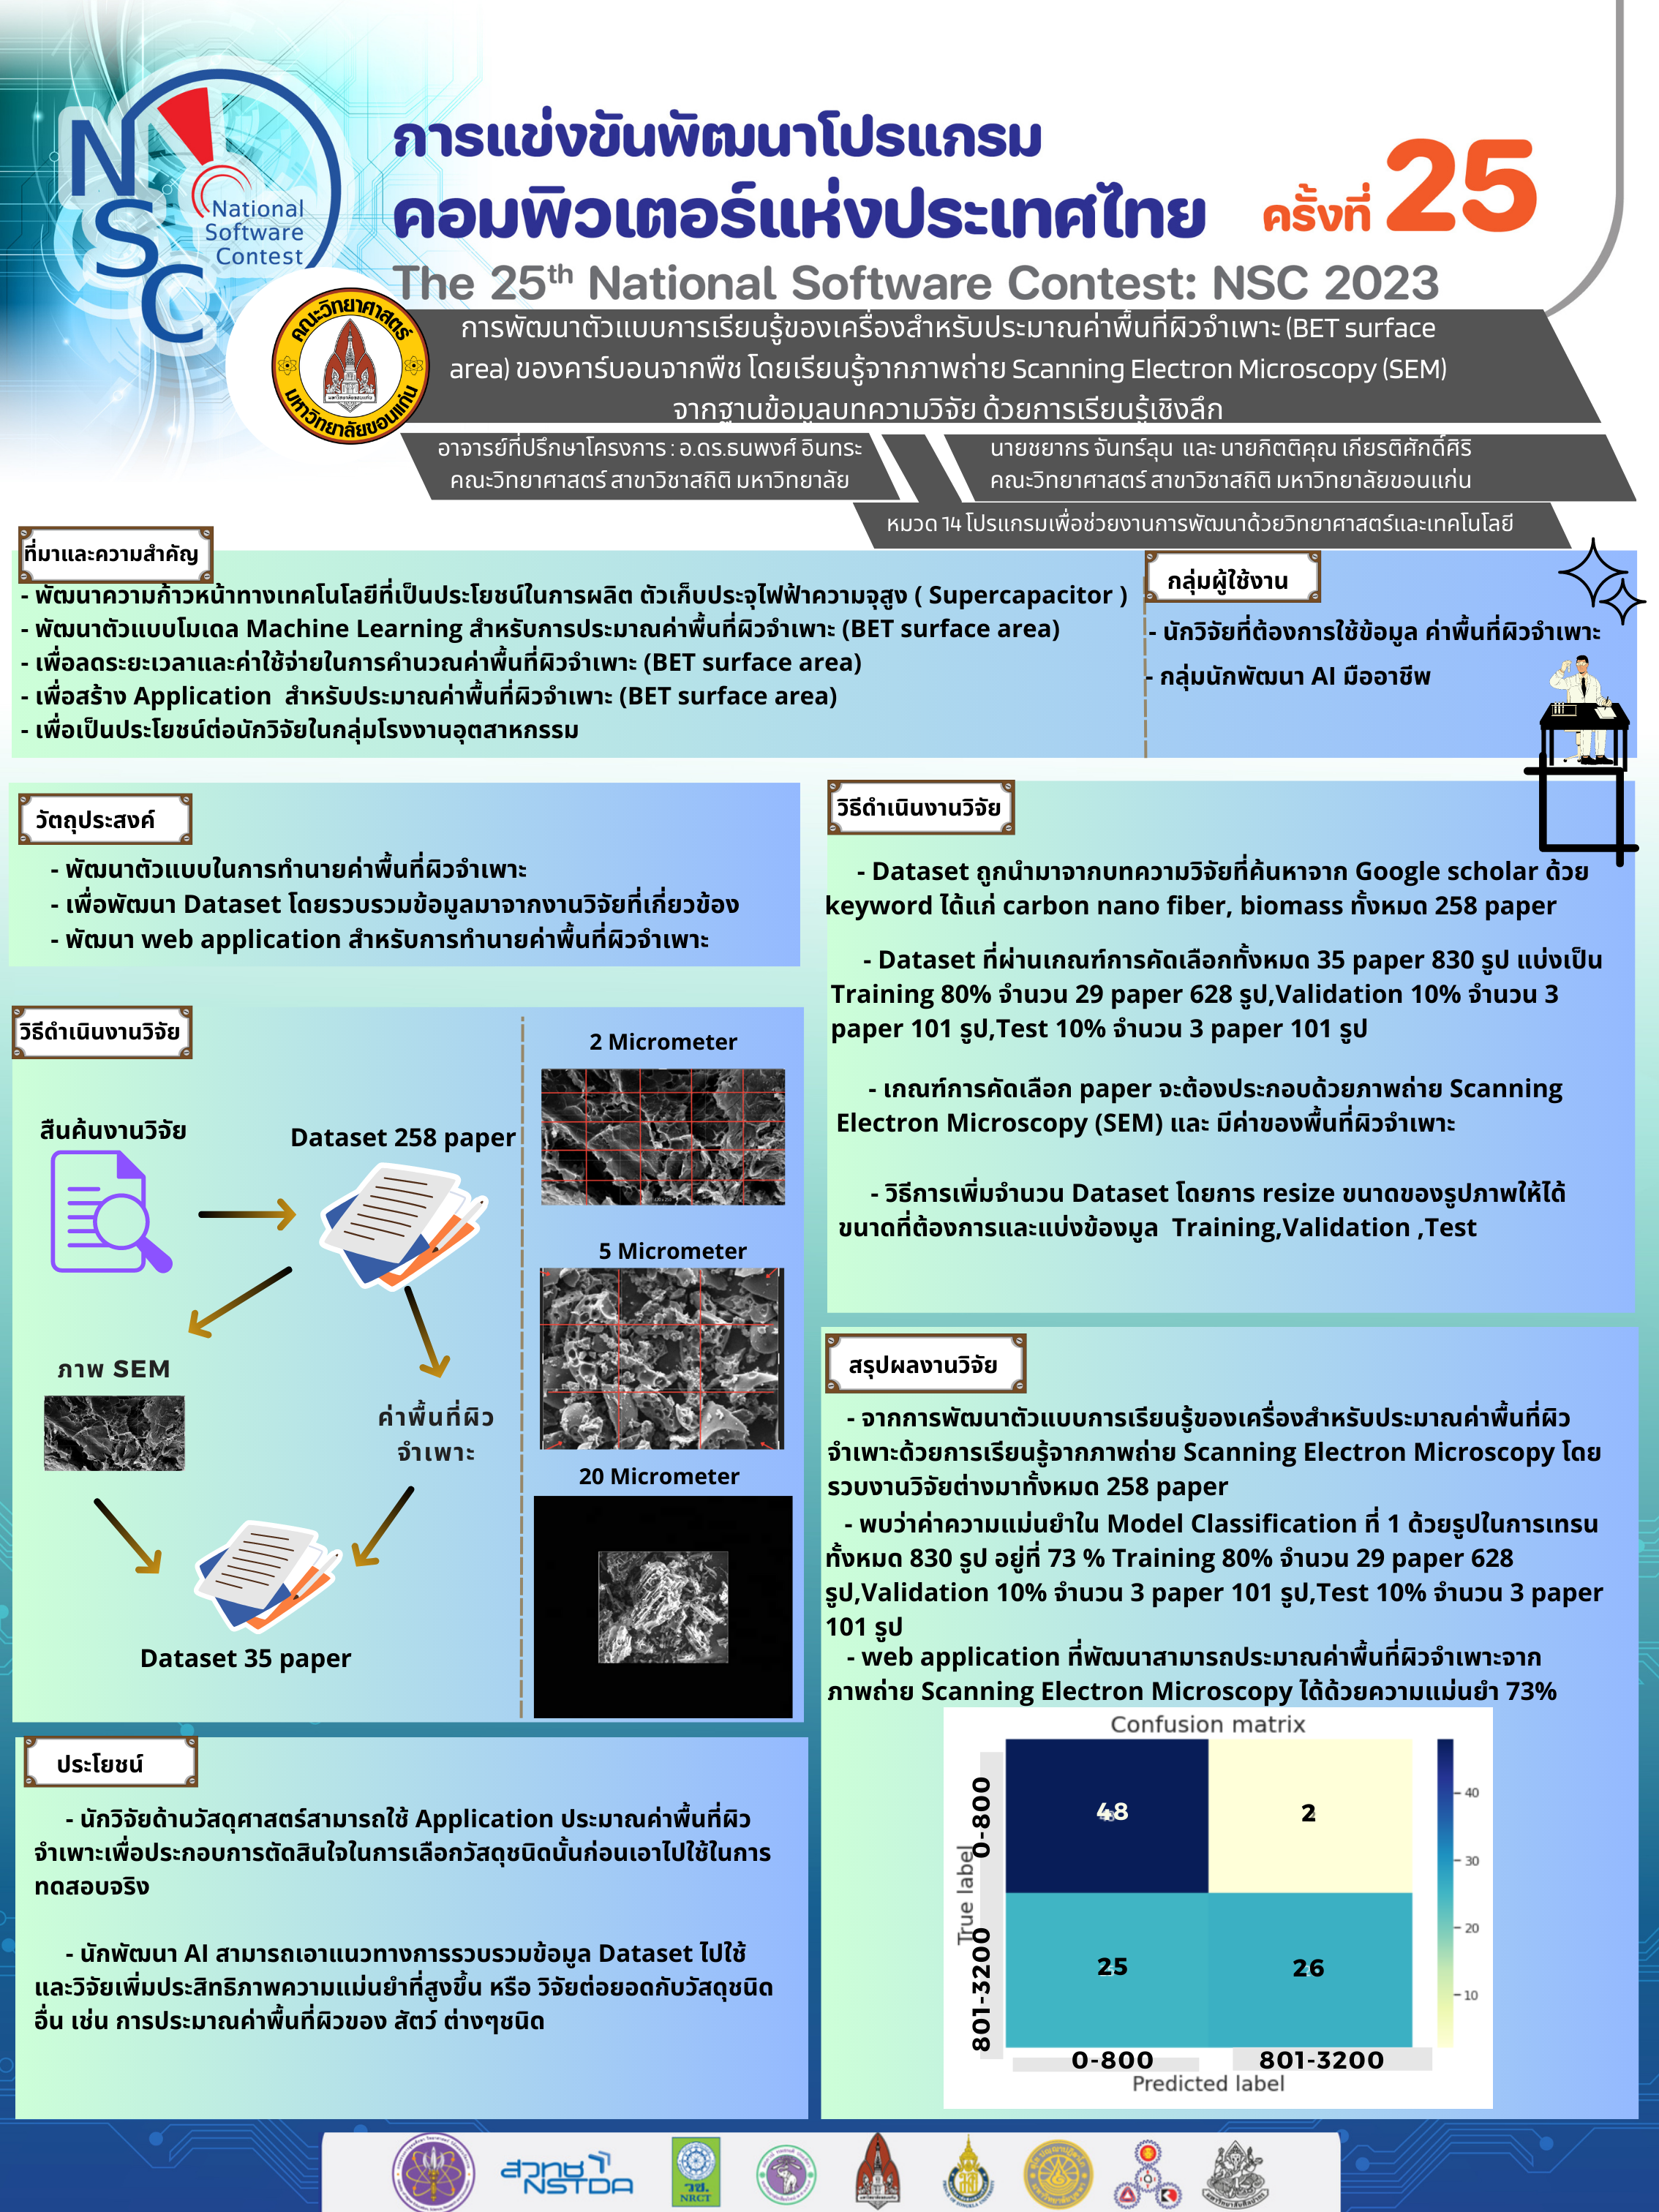 NSC
National
Software
Contest
การแข่งขันพัฒนาโปรแกรม
คอมพิวเตอร์แห่งประเทศไทย ครั้งที่ 25
The 25th National Software Contest: NSC 2023
คณะวิทยาศาสตร์
มหาวิทยาลัยขอนแก่น
การพัฒนาตัวแบบการเรียนรู้ของเครื่องสำหรับประมาณค่าพื้นที่ผิวจำเพาะ (BET surface
area) ของคาร์บอนจากพืช โดยเรียนรู้จากภาพถ่าย Scanning Electron Microscopy (SEM)
จากฐานข้อมูลบทความวิจัย ด้วยการเรียนรู้เชิงลึก
อาจารย์ที่ปรึกษาโครงการ : อ.ดร.ธนพงศ์ อินทระ
คณะวิทยาศาสตร์ สาขาวิชาสถิติ มหาวิทยาลัย
นายชยากร จันทร์ลุน และ นายกิตติคุณ เกียรติศักดิ์ศิริ
คณะวิทยาศาสตร์ สาขาวิชาสถิติ มหาวิทยาลัยขอนแก่น
หมวด 14 โปรแกรมเพื่อช่วยงานการพัฒนาด้วยวิทยาศาสตร์และเทคโนโลยี
ที่มาและความสำคัญ
- พัฒนาความก้าวหน้าทางเทคโนโลยีที่เป็นประโยชน์ในการผลิต ตัวเก็บประจุไฟฟ้าความจุสูง ( Supercapacitor )
- พัฒนาตัวแบบโมเดล Machine Learning สำหรับการประมาณค่าพื้นที่ผิวจำเพาะ (BET surface area)
- เพื่อลดระยะเวลาและค่าใช้จ่ายในการคำนวณค่าพื้นที่ผิวจำเพาะ (BET surface area)
- เพื่อสร้าง Application สำหรับประมาณค่าพื้นที่ผิวจำเพาะ (BET surface area)
- เพื่อเป็นประโยชน์ต่อนักวิจัยในกลุ่มโรงงานอุตสาหกรรม
กลุ่มผู้ใช้งาน
- นักวิจัยที่ต้องการใช้ข้อมูล ค่าพื้นที่ผิวจำเพาะ
- กลุ่มนักพัฒนา AI มืออาชีพ
วัตถุประสงค์
- พัฒนาตัวแบบในการทำนายค่าพื้นที่ผิวจำเพาะ
- เพื่อพัฒนา Dataset โดยรวบรวมข้อมูลมาจากงานวิจัยที่เกี่ยวข้อง
- พัฒนา web application สำหรับการทำนายค่าพื้นที่ผิวจำเพาะ
วิธีดำเนินงานวิจัย
- Dataset ถูกนำมาจากบทความวิจัยที่ค้นหาจาก Google scholar ด้วย
keyword ได้แก่ carbon nano fiber, biomass ทั้งหมด 258 paper
- Dataset ที่ผ่านเกณฑ์การคัดเลือกทั้งหมด 35 paper 830 รูป แบ่งเป็น
Training 80% จำนวน 29 paper 628 รูป,Validation 10% จำนวน 3
paper 101 รูป,Test 10% จำนวน 3 paper 101 รูป
- เกณฑ์การคัดเลือก paper จะต้องประกอบด้วยภาพถ่าย Scanning
Electron Microscopy (SEM) และ มีค่าของพื้นที่ผิวจำเพาะ
- วิธีการเพิ่มจำนวน Dataset โดยการ resize ขนาดของรูปภาพให้ได้
ขนาดที่ต้องการและแบ่งข้องมูล Training,Validation ,Test
วิธีดำเนินงานวิจัย
สืนค้นงานวิจัย
Dataset 258 paper
ภาพ SEM
ค่าพื้นที่ผิว
จำเพาะ
Dataset 35 paper
2 Micrometer
5 Micrometer
20 Micrometer
สรุปผลงานวิจัย
- จากการพัฒนาตัวแบบการเรียนรู้ของเครื่องสำหรับประมาณค่าพื้นที่ผิว
จำเพาะด้วยการเรียนรู้จากภาพถ่าย Scanning Electron Microscopy โดย
รวบงานวิจัยต่างมาทั้งหมด 258 paper
- พบว่าค่าความแม่นยำใน Model Classification ที่ 1 ด้วยรูปในการเทรน
ทั้งหมด 830 รูป อยู่ที่ 73 % Training 80% จำนวน 29 paper 628
รูป,Validation 10% จำนวน 3 paper 101 รูป,Test 10% จำนวน 3 paper
101 รูป
- web application ที่พัฒนาสามารถประมาณค่าพื้นที่ผิวจำเพาะจาก
ภาพถ่าย Scanning Electron Microscopy ได้ด้วยความแม่นยำ 73%
Confusion matrix
True label
0-800
801-3200
48
2
25
26
40
30
20
10
0-800
801-3200
Predicted label
ประโยชน์
- นักวิจัยด้านวัสดุศาสตร์สามารถใช้ Application ประมาณค่าพื้นที่ผิว
จำเพาะเพื่อประกอบการตัดสินใจในการเลือกวัสดุชนิดนั้นก่อนเอาไปใช้ในการ
ทดสอบจริง
- นักพัฒนา AI สามารถเอาแนวทางการรวบรวมข้อมูล Dataset ไปใช้
และวิจัยเพิ่มประสิทธิภาพความแม่นยำที่สูงขึ้น หรือ วิจัยต่อยอดกับวัสดุชนิด
อื่น เช่น การประมาณค่าพื้นที่ผิวของ สัตว์ ต่างๆชนิด
สวทช
NSTDA
วช.
NRCT